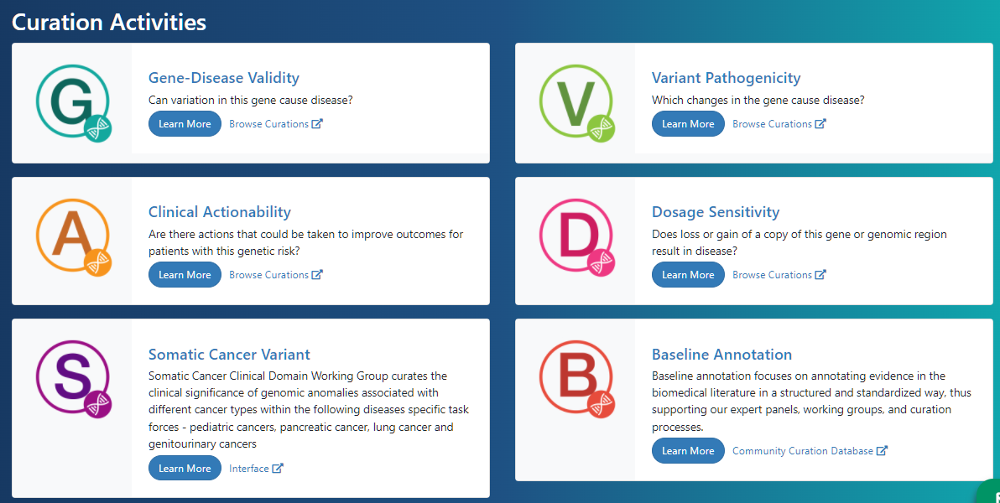 Curation Activities
G
Gene-Disease Validity
Can variation in this gene cause disease?
Learn More Browse Curations
V
Variant Pathogenicity
Which changes in the gene cause disease?
Learn More Browse Curations
A
Clinical Actionability
Are there actions that could be taken to improve outcomes for
patients with this genetic risk?
Learn More Browse Curations
D
Dosage Sensitivity
Does loss or gain of a copy of this gene or genomic region
result in disease?
Learn More Browse Curations
S
Somatic Cancer Variant
Somatic Cancer Clinical Domain Working Group curates the
clinical significance of genomic anomalies associated with
different cancer types within the following diseases specific task
forces - pediatric cancers, pancreatic cancer, lung cancer and
genitourinary cancers
Learn More Interface
B
Baseline Annotation
Baseline annotation focuses on annotating evidence in the
biomedical literature in a structured and standardized way, thus
supporting our expert panels, working groups, and curation
processes.
Learn More Community Curation Database